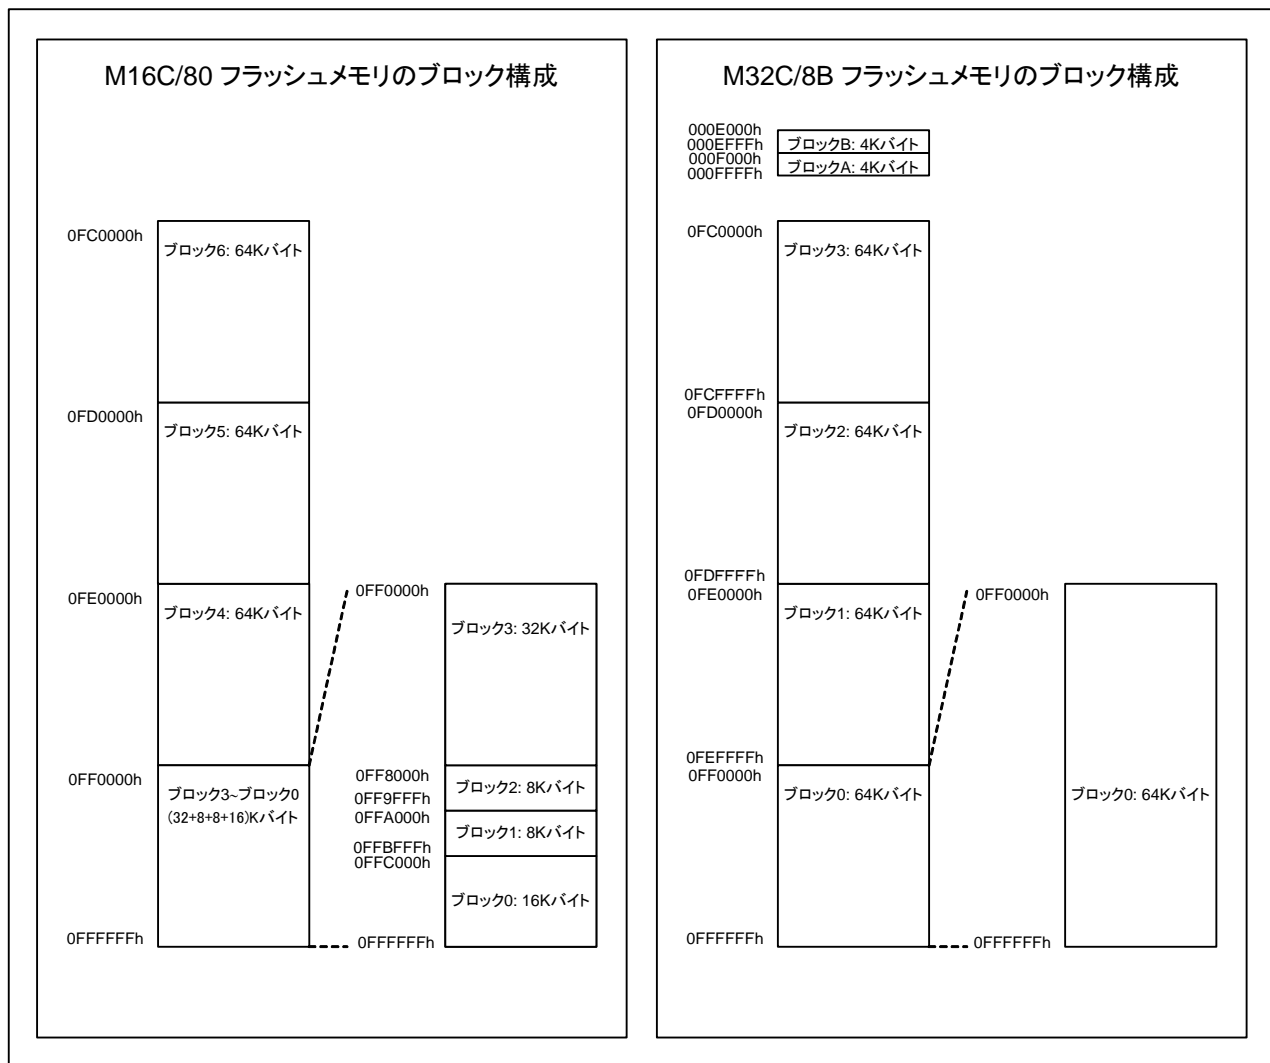 M16C/80 フラッシュメモリのブロック構成
0FC0000h
ブロック6: 64Kバイト
0FD0000h
ブロック5: 64Kバイト
0FE0000h
ブロック4: 64Kバイト
0FF0000h
ブロック3~ブロック0
(32+8+8+16)Kバイト
0FFFFFFh
0FF0000h
ブロック3: 32Kバイト
0FF8000h
ブロック2: 8Kバイト
0FF9FFFh
0FFA000h
ブロック1: 8Kバイト
0FFBFFFh
0FFC000h
ブロック0: 16Kバイト
0FFFFFFh
M32C/8B フラッシュメモリのブロック構成
000E000h
000EFFFh
ブロックB: 4Kバイト
000F000h
000FFFFh
ブロックA: 4Kバイト
0FC0000h
ブロック3: 64Kバイト
0FCFFFFh
0FD0000h
ブロック2: 64Kバイト
0FDFFFFh
0FE0000h
ブロック1: 64Kバイト
0FEFFFFh
0FF0000h
ブロック0: 64Kバイト
0FFFFFFh
0FF0000h
ブロック0: 64Kバイト
0FFFFFFh